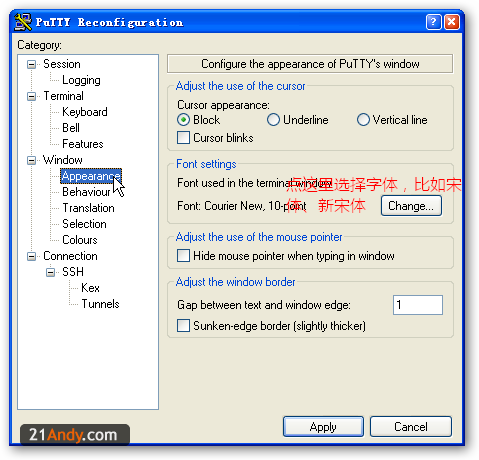 PuTTY Reconfiguration
Category:
Session
Logging
Terminal
Keyboard
Bell
Features
Window
Appearance
Behaviour
Translation
Selection
Colours
Connection
SSH
Kex
Tunnels
Configure the appearance of PuTTY's window
Adjust the use of the cursor
Cursor appearance:
Block Underline Vertical line
Cursor blinks
Font settings
Font used in the terminal window
点这里选择字体，比如宋
体、新宋体
Font: Courier New, 10-point Change...
Adjust the use of the mouse pointer
Hide mouse pointer when typing in window
Adjust the window border
Gap between text and window edge: 1
Sunken-edge border (slightly thicker)
Apply Cancel
21Andy.com